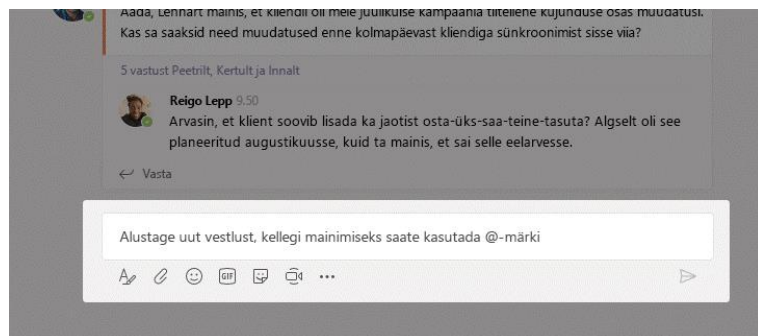 Aada, Lennart mainis, et kliendil oli meie juulikuise kampaania tiitellehe kujunduse osas muudatusi.
Kas sa saaksid need muudatused enne kolmapäevast kliendiga sünkroonimist sisse viia?
5 vastust Peetrilt, Kertult ja Innalt
Reigo Lepp 9.50
Arvasin, et klient soovib lisada ka jaotist osta-üks-saa-teine-tasuta? Algselt oli see
planeeritud augustikuusse, kuid ta mainis, et sai selle eelarvesse.
Vasta
Alustage uut vestlust, kellegi mainimiseks saate kasutada @-märki
GIF